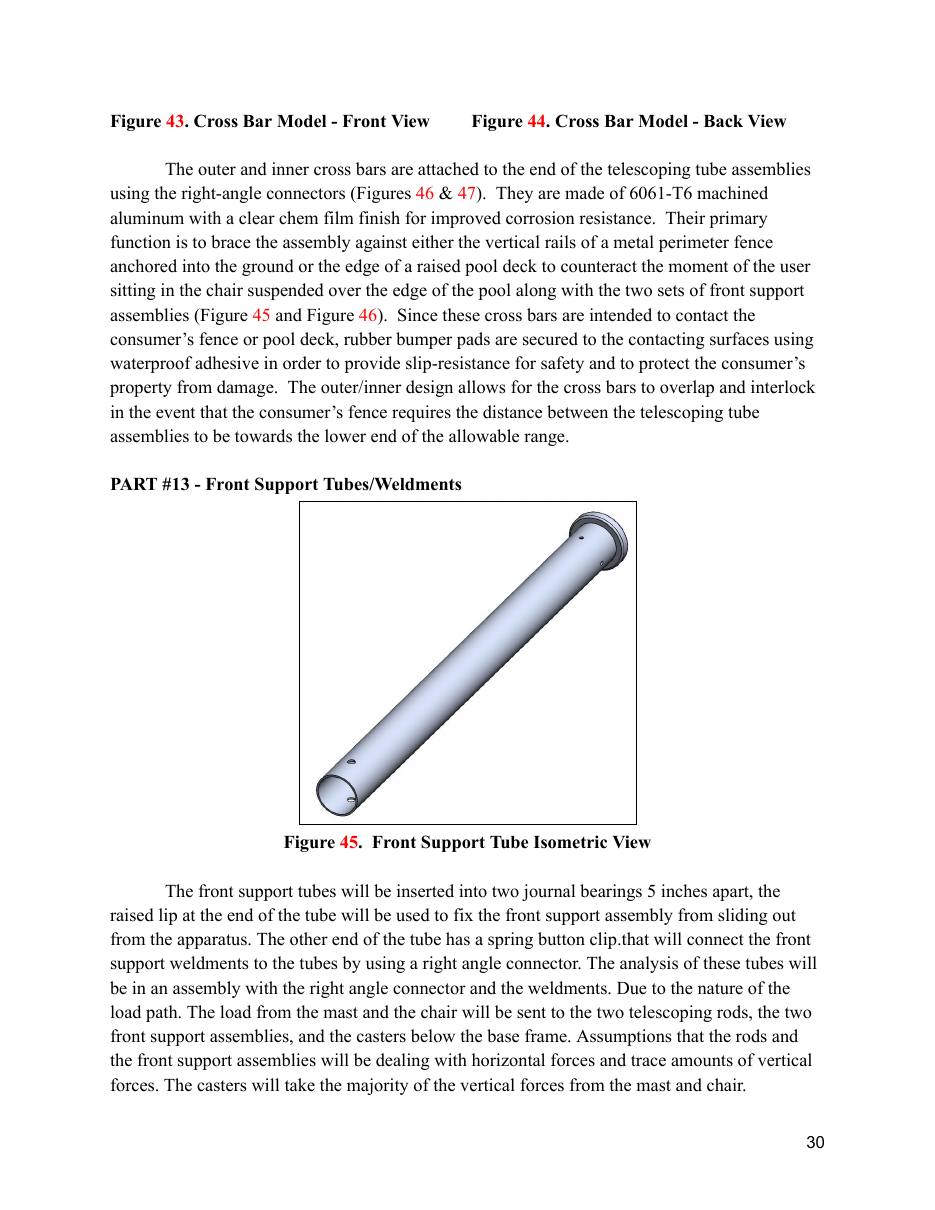 Figure 43. Cross Bar Model - Front View Figure 44. Cross Bar Model - Back View
The outer and inner cross bars are attached to the end of the telescoping tube assemblies
using the right-angle connectors (Figures 46 & 47). They are made of 6061-T6 machined
aluminum with a clear chem film finish for improved corrosion resistance. Their primary
function is to brace the assembly against either the vertical rails of a metal perimeter fence
anchored into the ground or the edge of a raised pool deck to counteract the moment of the user
sitting in the chair suspended over the edge of the pool along with the two sets of front support
assemblies (Figure 45 and Figure 46). Since these cross bars are intended to contact the
consumer’s fence or pool deck, rubber bumper pads are secured to the contacting surfaces using
waterproof adhesive in order to provide slip-resistance for safety and to protect the consumer’s
property from damage. The outer/inner design allows for the cross bars to overlap and interlock
in the event that the consumer’s fence requires the distance between the telescoping tube
assemblies to be towards the lower end of the allowable range.
PART #13 - Front Support Tubes/Weldments
Figure 45. Front Support Tube Isometric View
The front support tubes will be inserted into two journal bearings 5 inches apart, the
raised lip at the end of the tube will be used to fix the front support assembly from sliding out
from the apparatus. The other end of the tube has a spring button clip.that will connect the front
support weldments to the tubes by using a right angle connector. The analysis of these tubes will
be in an assembly with the right angle connector and the weldments. Due to the nature of the
load path. The load from the mast and the chair will be sent to the two telescoping rods, the two
front support assemblies, and the casters below the base frame. Assumptions that the rods and
the front support assemblies will be dealing with horizontal forces and trace amounts of vertical
forces. The casters will take the majority of the vertical forces from the mast and chair.
30